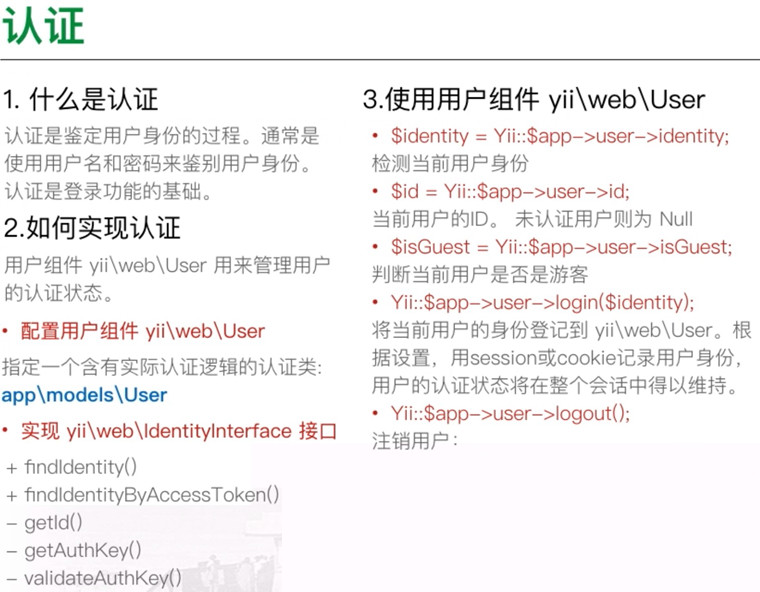 认证
1. 什么是认证
认证是鉴定用户身份的过程。通常是
使用用户名和密码来鉴别用户身份。
认证是登录功能的基础。
2.如何实现认证
用户组件 yii\web\User 用来管理用户
的认证状态。
• 配置用户组件 yii\web\User
指定一个含有实际认证逻辑的认证类:
app\models\User
• 实现 yii\web\IdentityInterface 接口
+ findIdentity()
+ findIdentityByAccessToken()
– getId()
– getAuthKey()
– validateAuthKey()
3.使用用户组件 yii\web\User
• $identity = Yii::$app->user->identity;
检测当前用户身份
• $id = Yii::$app->user->id;
当前用户的ID。 未认证用户则为 Null
• $isGuest = Yii::$app->user->isGuest;
判断当前用户是否是游客
• Yii::$app->user->login($identity);
将当前用户的身份登记到 yii\web\User。根
据设置，用session或cookie记录用户身份，
用户的认证状态将在整个会话中得以维持。
• Yii::$app->user->logout();
注销用户：